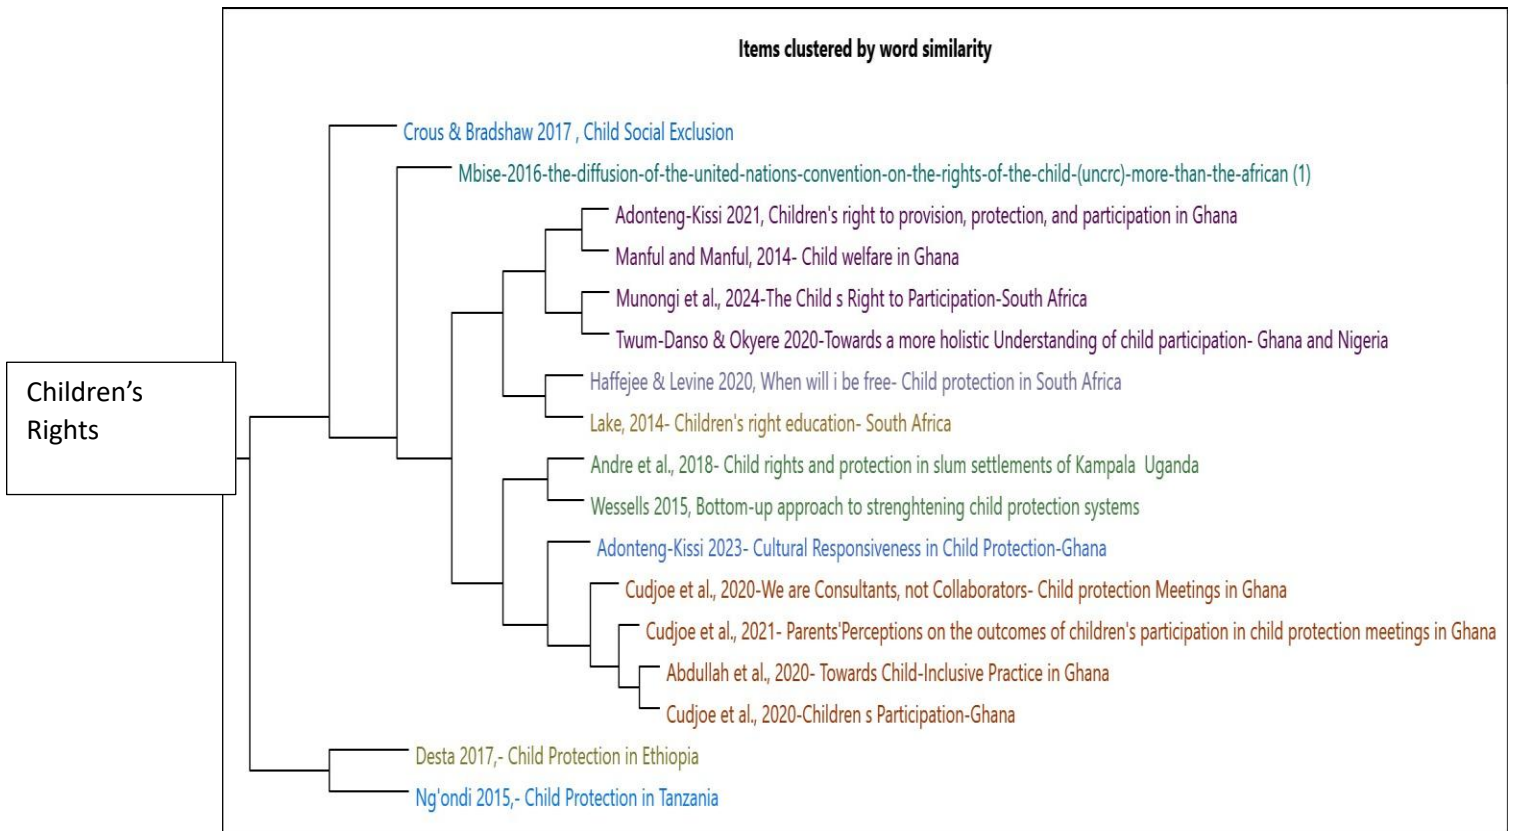 Items clustered by word similarity
Crous & Bradshaw 2017 , Child Social Exclusion
Mbise-2016-the-diffusion-of-the-united-nations-convention-on-the-rights-of-the-child-(uncrc)-more-than-the-african (1)
Adonteng-Kissi 2021, Children's right to provision, protection, and participation in Ghana
Manful and Manful, 2014- Child welfare in Ghana
Munongi et al., 2024-The Child s Right to Participation-South Africa
Twum-Danso & Okyere 2020-Towards a more holistic Understanding of child participation- Ghana and Nigeria
Children’s
Rights
Haffejee & Levine 2020, When will i be free- Child protection in South Africa
Lake, 2014- Children's right education- South Africa
Andre et al., 2018- Child rights and protection in slum settlements of Kampala  Uganda
Wessells 2015, Bottom-up approach to strenghtening child protection systems
Adonteng-Kissi 2023- Cultural Responsiveness in Child Protection-Ghana
Cudjoe et al., 2020-We are Consultants, not Collaborators- Child protection Meetings in Ghana
Cudjoe et al., 2021- Parents'Perceptions on the outcomes of children's participation in child protection meetings in Ghana
Abdullah et al., 2020- Towards Child-Inclusive Practice in Ghana
Cudjoe et al., 2020-Children s Participation-Ghana
Desta 2017,- Child Protection in Ethiopia
Ng'ondi 2015,- Child Protection in Tanzania